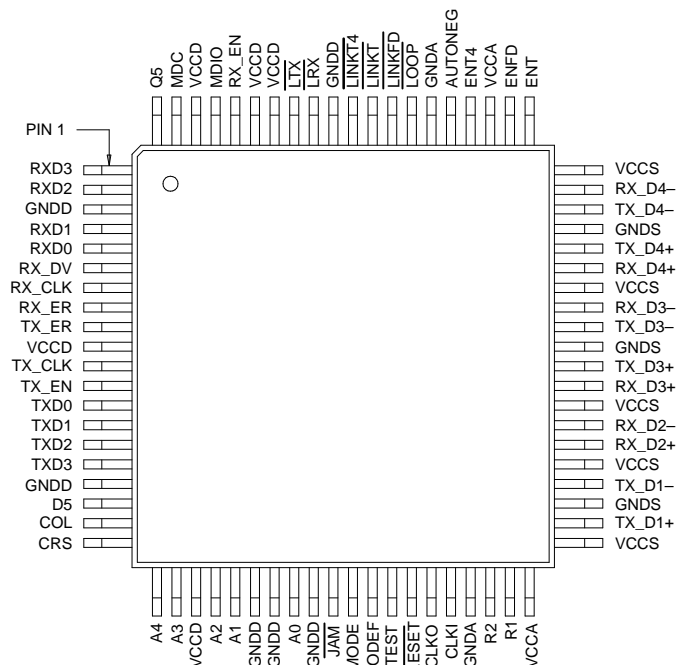 Q5
MDC
VCCD
MDIO
RX_EN
VCCD
VCCD
LTX
LRX
GNDD
LINKT4
LINKT
LINKFD
LOOP
GNDA
AUTONEG
ENT4
VCCA
ENFD
ENT
PIN 1
RXD3
RXD2
GNDD
RXD1
RXD0
RX_DV
RX_CLK
RX_ER
TX_ER
VCCD
TX_CLK
TX_EN
TXD0
TXD1
TXD2
TXD3
GNDD
D5
COL
CRS
VCCS
RX_D4–
TX_D4–
GNDS
TX_D4+
RX_D4+
VCCS
RX_D3–
TX_D3–
GNDS
TX_D3+
RX_D3+
VCCS
RX_D2–
RX_D2+
VCCS
TX_D1–
GNDS
TX_D1+
VCCS
A4
A3
VCCD
A2
A1
GNDD
GNDD
A0
GNDD
JAM
MODE
ODEF
TEST
ESET
CLKO
CLKI
GNDA
R2
R1
VCCA